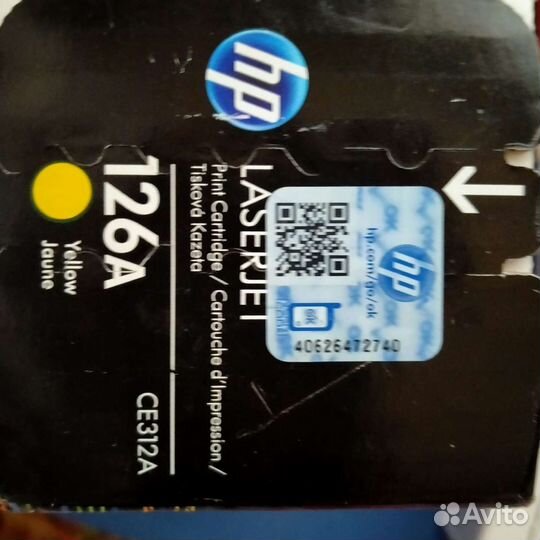 hp
LASERJET
Print Cartridge / Cartouche d'Impression /
Tisková Kazeta
126A
CE312A
Yellow
Jaune
hp
hp.com/go/ok
OK
40626472740
Avito